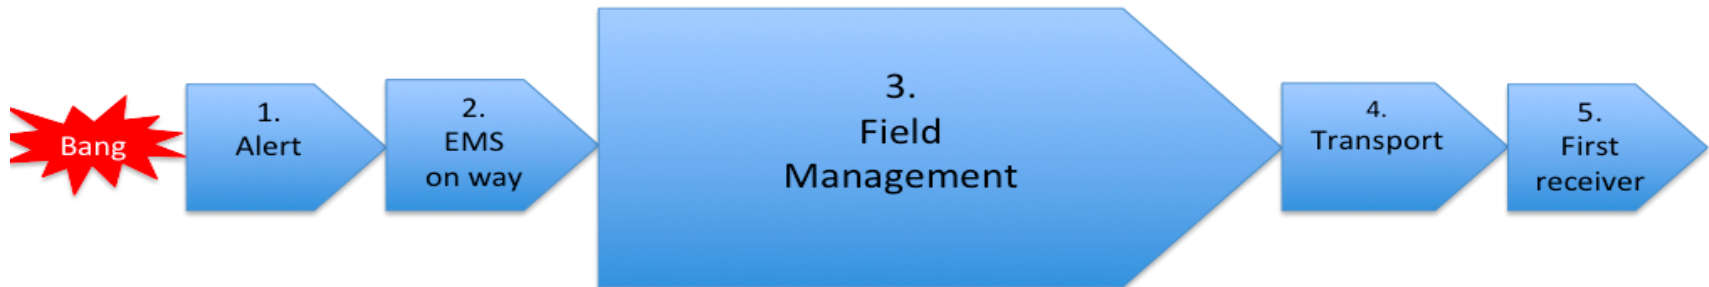 Bang
1.
Alert
2.
EMS
on way
3.
Field
Management
4.
Transport
5.
First
receiver